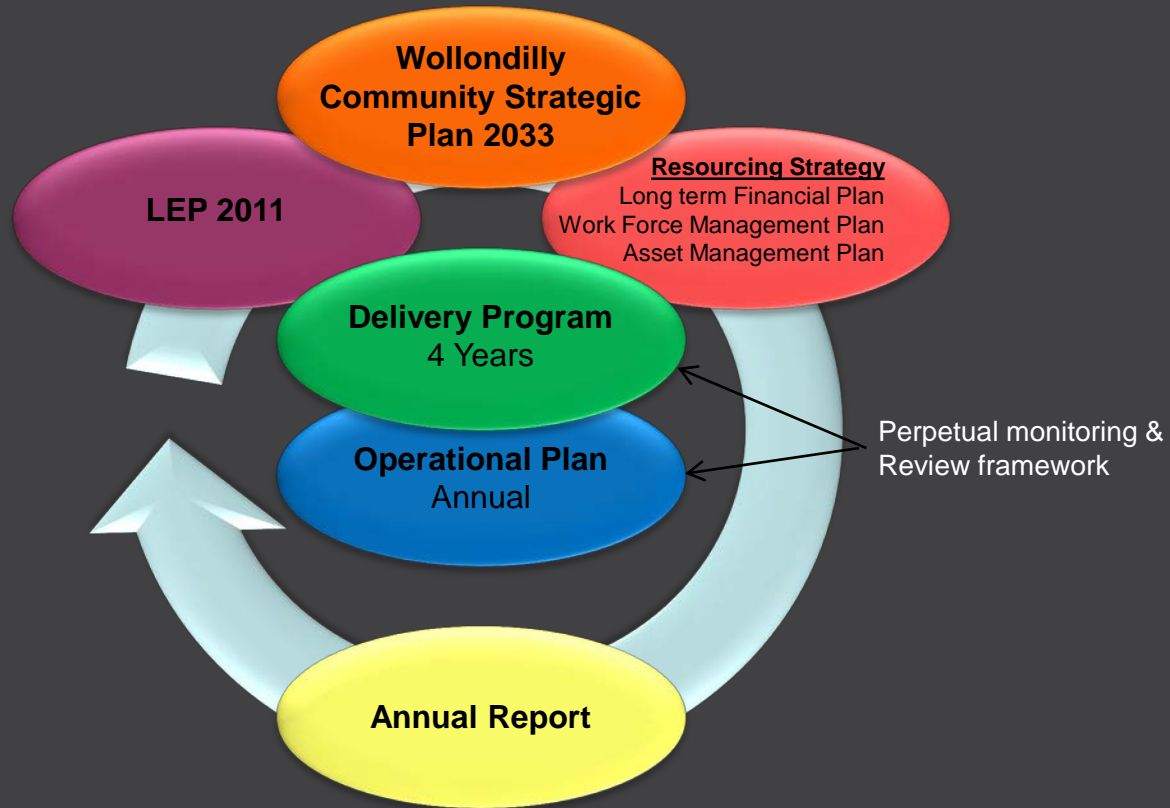 Wollondilly
Community Strategic
Plan 2033
LEP 2011
Resourcing Strategy
Long term Financial Plan
Work Force Management Plan
Asset Management Plan
Delivery Program
4 Years
Operational Plan
Annual
Perpetual monitoring &
Review framework
Annual Report